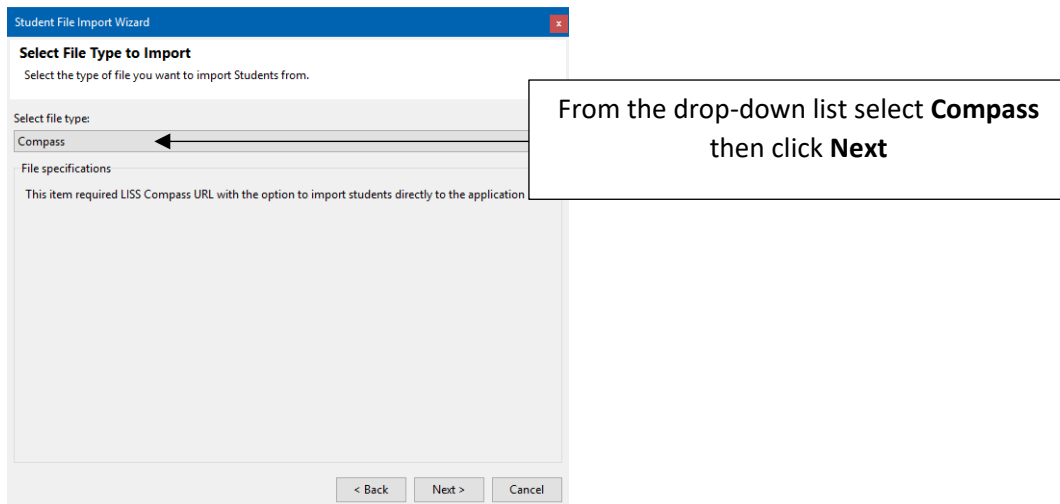 Student File Import Wizard
x
Select File Type to Import
Select the type of file you want to import Students from.
From the drop-down list select Compass
then click Next
Select file type:
Compass
File specifications
This item required LISS Compass URL with the option to import students directly to the application
< Back
Next >
Cancel